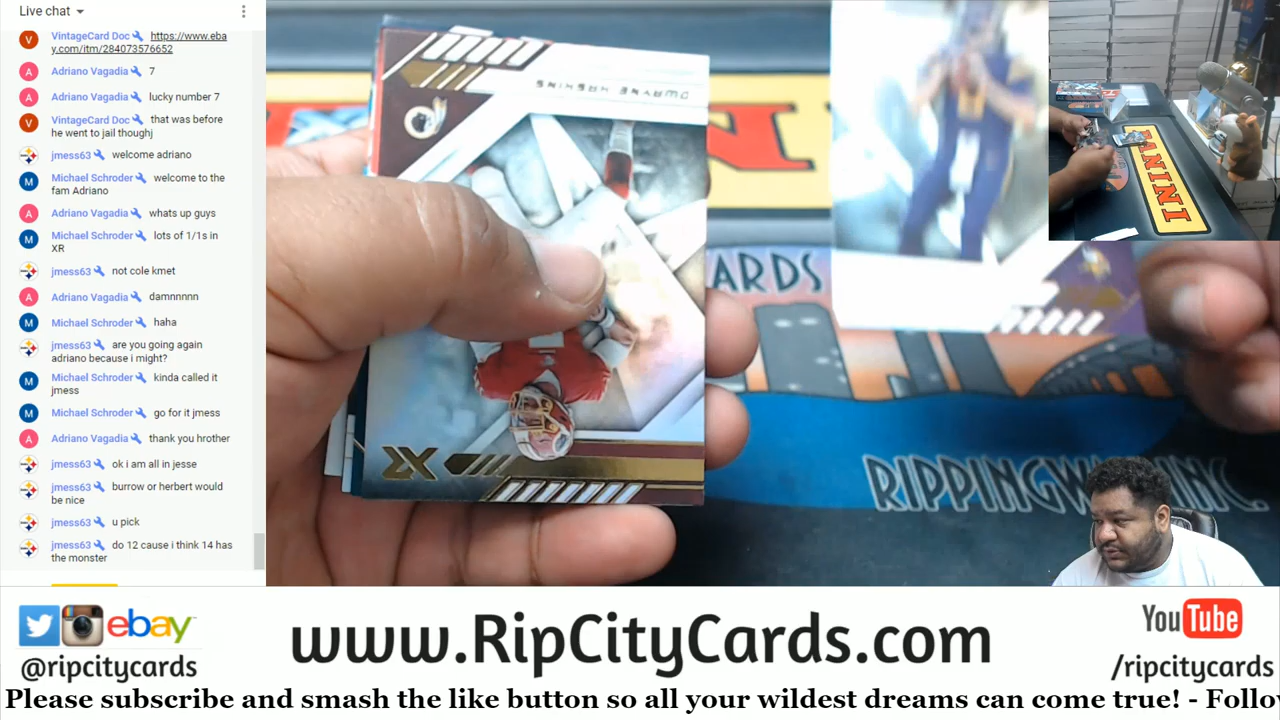 Live chat
VintageCard Doc https://www.eba
y.com/itm/284073576652
Adriano Vagadia 7
Adriano Vagadia lucky number 7
VintageCard Doc that was before
he went to jail thoughj
jmess63 welcome adriano
Michael Schroder welcome to the
fam Adriano
Adriano Vagadia whats up guys
Michael Schroder lots of 1/1s in
XR
jmess63 not cole kmet
Adriano Vagadia damnnnnn
Michael Schroder haha
jmess63 are you going again
adriano because i might?
Michael Schroder kinda called it
jmess
Michael Schroder go for it jmess
Adriano Vagadia thank you hrother
jmess63 ok i am all in jesse
jmess63 burrow or herbert would
be nice
jmess63 u pick
jmess63 do 12 cause i think 14 has
the monster
DWAYNE HASKINS
XR
PANINI
ARDS
RIPPINGW
INC.
ebay
@ripcitycards
www.RipCityCards.com
YouTube
/ripcitycards
Please subscribe and smash the like button so all your wildest dreams can come true! - Follo